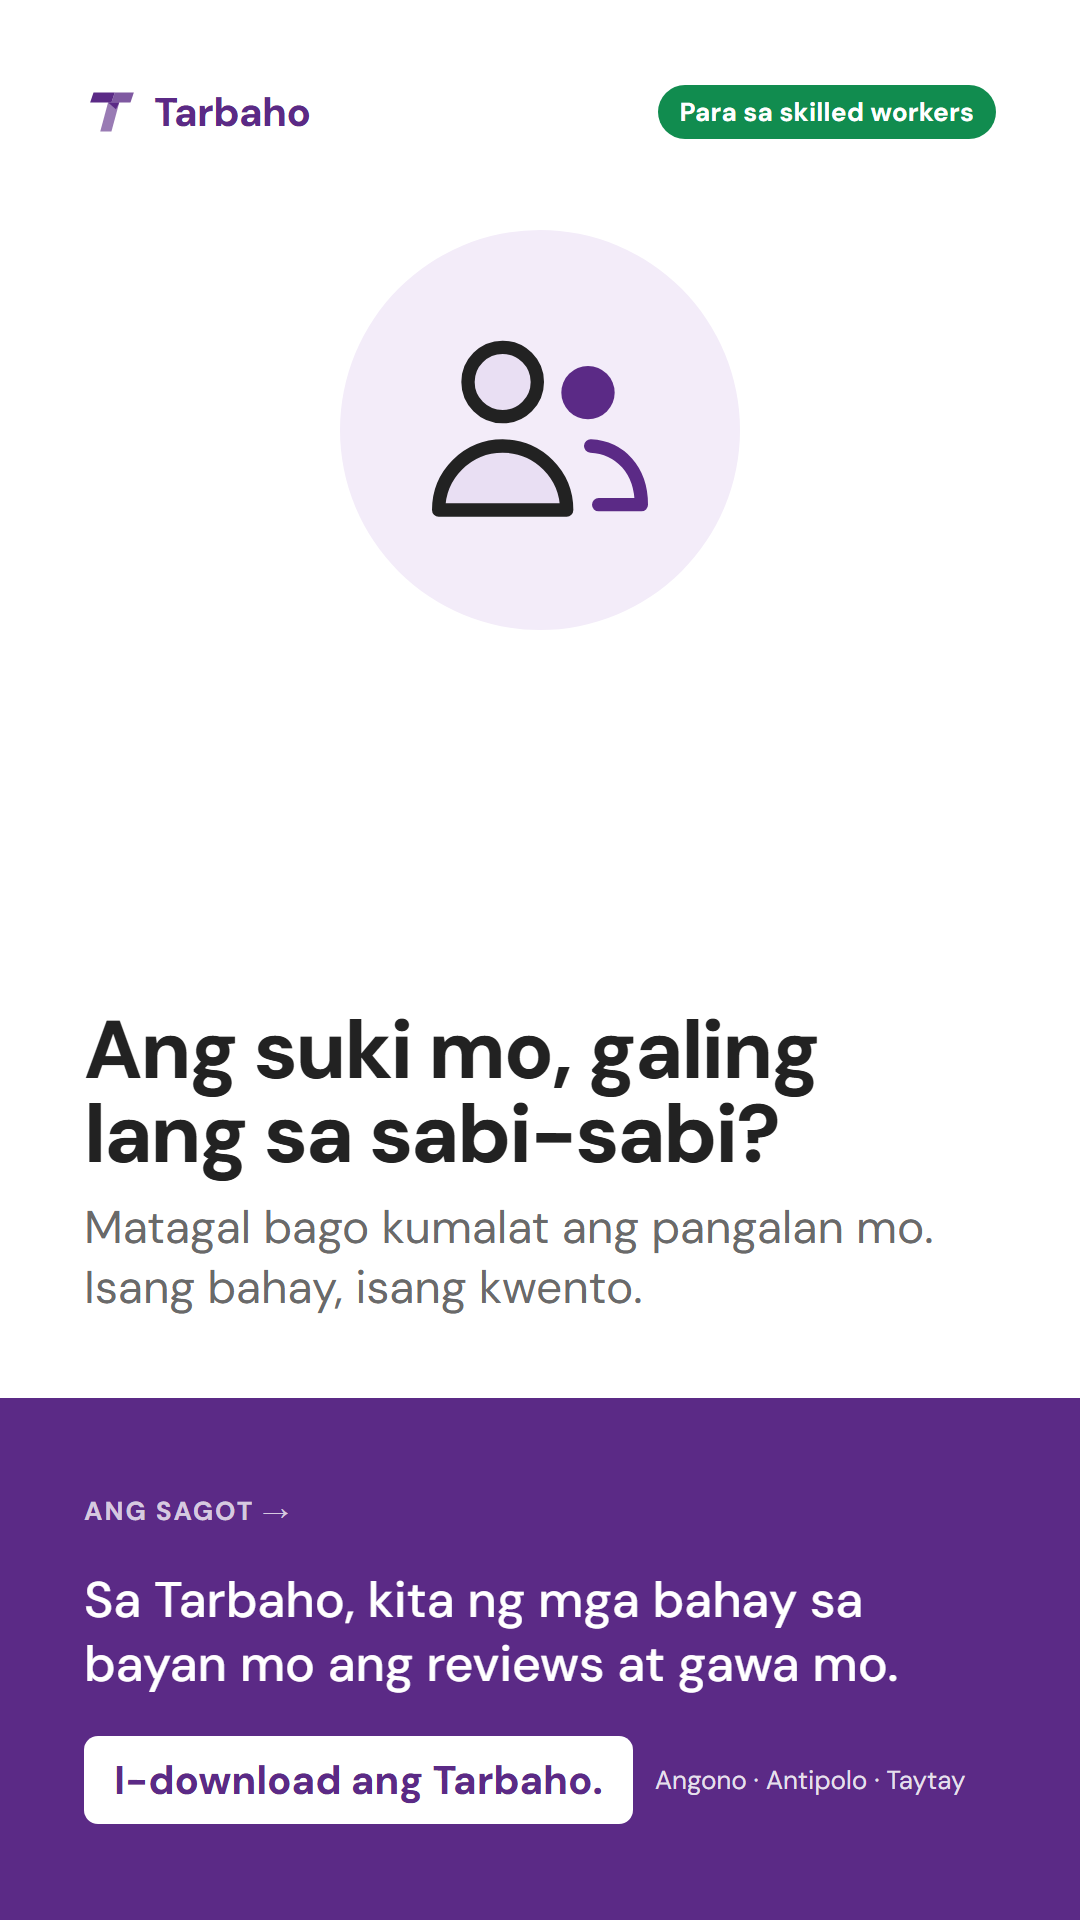 Tarbaho
Para sa skilled workers
Ang suki mo, galing
lang sa sabi-sabi?
Matagal bago kumalat ang pangalan mo.
Isang bahay, isang kwento.
ANG SAGOT →
Sa Tarbaho, kita ng mga bahay sa
bayan mo ang reviews at gawa mo.
I-download ang Tarbaho.
Angono · Antipolo · Taytay